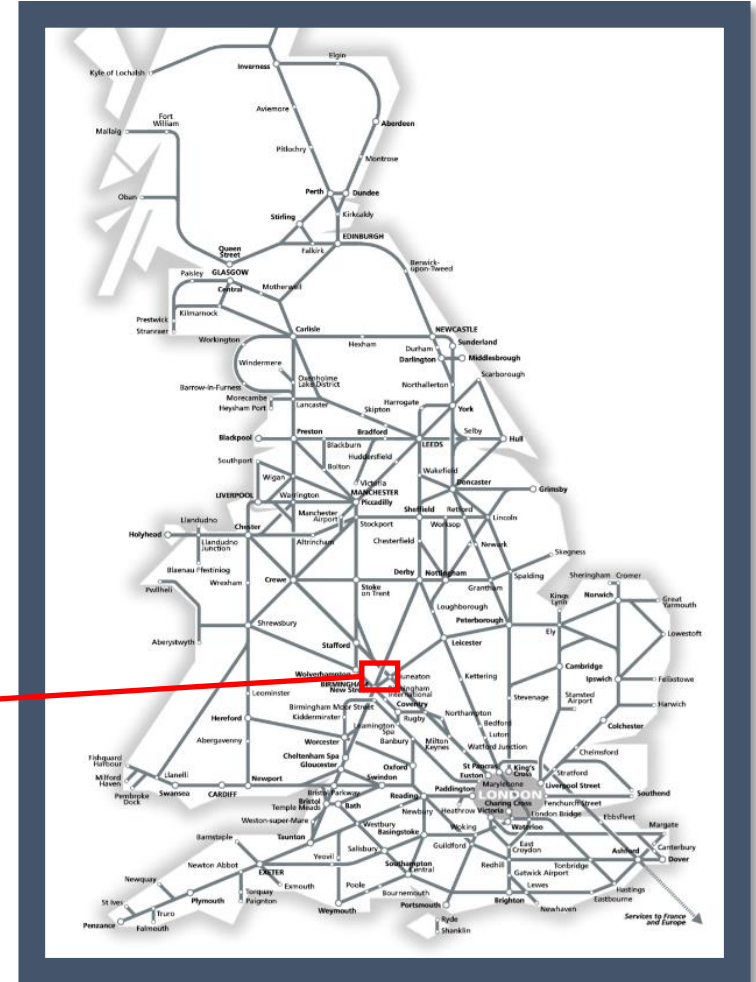 Elgin
Inverness
Kyle of Lochalsh
Aviemore
Fort
William
Aberdeen
Mallaig
Pitlochry
Montrose
Perth
Dundee
Oban
Stirling
Kirkcaldy
EDINBURGH
Queen
Street
Falkirk
Berwick-
upon-Tweed
Paisley
GLASGOW
Central
Motherwell
Kilmarnock
Prestwick
Stranraer
Carlisle
NEWCASTLE
Workington
Hexham
Sunderland
Durham
Windermere
Darlington
Middlesbrough
Scarborough
Oxenholme
Lake District
Barrow-in-Furness
Northallerton
Morecambe
Lancaster
Harrogate
Heysham Port
Skipton
York
Preston
Bradford
Selby
Blackpool
Blackburn
LEEDS
Hull
Huddersfield
Southport
Bolton
Wakefield
Wigan
Victoria
Doncaster
MANCHESTER
Grimsby
LIVERPOOL
Warrington
Piccadilly
Manchester
Airport
Sheffield
Retford
Llandudno
Stockport
Worksop
Lincoln
Holyhead
Chester
Llandudno
Junction
Altrincham
Chesterfield
Newark
Skegness
Blaenau Ffestiniog
Derby
Nottingham
Wrexham
Crewe
Stoke
on Trent
Spalding
Sheringham
Cromer
Pwllheli
Grantham
Kings
Lynn
Norwich
Great
Yarmouth
Loughborough
Shrewsbury
Peterborough
Ely
Lowestoft
Aberystwyth
Stafford
Leicester
Cambridge
Wolverhampton
Nuneaton
Kettering
Ipswich
Felixstowe
BIRMINGHAM
New Street
International
Leominster
Stevenage
Stansted
Airport
Harwich
Birmingham Moor Street
Coventry
Kidderminster
Rugby
Northampton
Hereford
Leamington
Spa
Bedford
Colchester
Abergavenny
Worcester
Banbury
Milton
Keynes
Luton
Watford Junction
Chelmsford
Cheltenham Spa
Fishguard
Harbour
Gloucester
Oxford
St Pancras
King's
Cross
Llanelli
Swindon
Euston
Stratford
Milford
Haven
Newport
Marylebone
Liverpool Street
Pembroke
Dock
Swansea
CARDIFF
Bristol Parkway
Reading
Paddington
LONDON
Southend
Bristol
Temple Meads
Bath
Charing Cross
Fenchurch Street
Newbury
Heathrow
Victoria
London Bridge
Ebbsfleet
Weston-super-Mare
Westbury
Waterloo
Margate
Barnstaple
Taunton
Basingstoke
Woking
East
Croydon
Salisbury
Guildford
Canterbury
Ashford
Newton Abbot
Yeovil
Southampton
Central
Redhill
Tonbridge
Dover
EXETER
Gatwick Airport
Newquay
Exmouth
Poole
Lewes
Hastings
Torquay
Bournemouth
Eastbourne
St Ives
Plymouth
Paignton
Portsmouth
Brighton
Newhaven
Truro
Weymouth
Ryde
Services to France
and Europe
Penzance
Falmouth
Shanklin